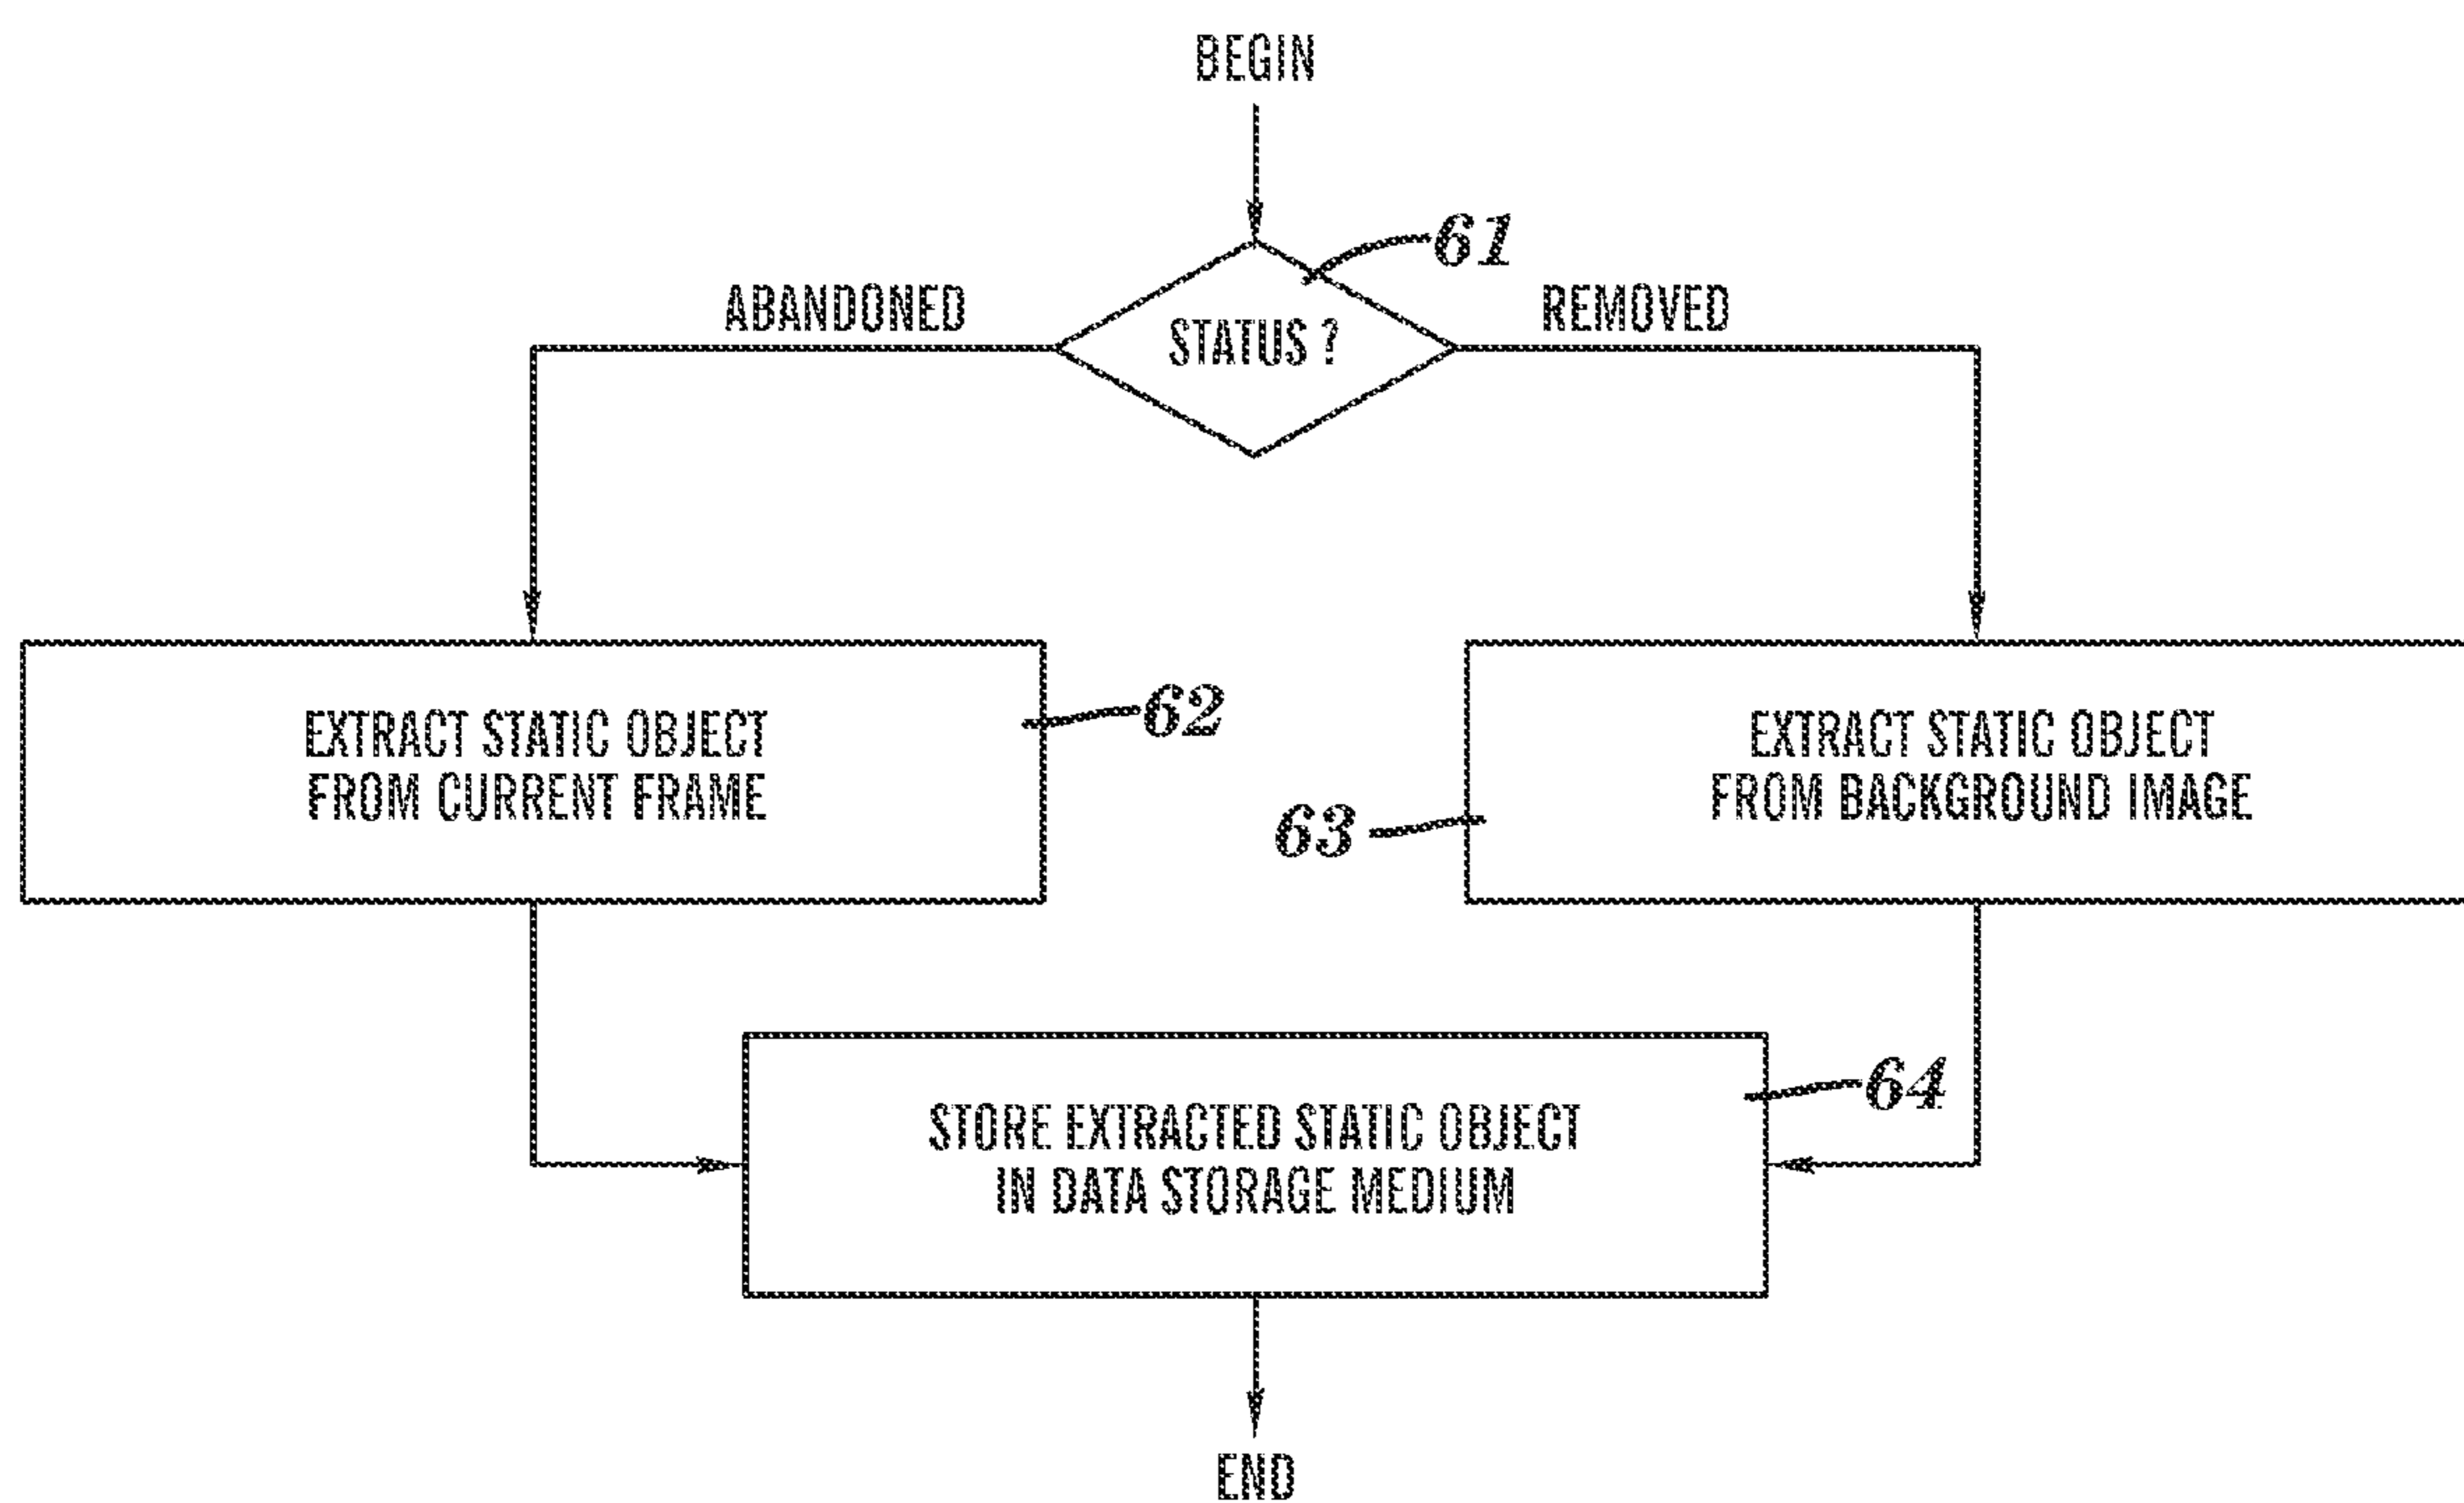 BEGIN
61
ABANDONED
STATUS ?
REMOVED
EXTRACT STATIC OBJECT
FROM CURRENT FRAME
62
63
EXTRACT STATIC OBJECT
FROM BACKGROUND IMAGE
STORE EXTRACTED STATIC OBJECT
IN DATA STORAGE MEDIUM
64
END